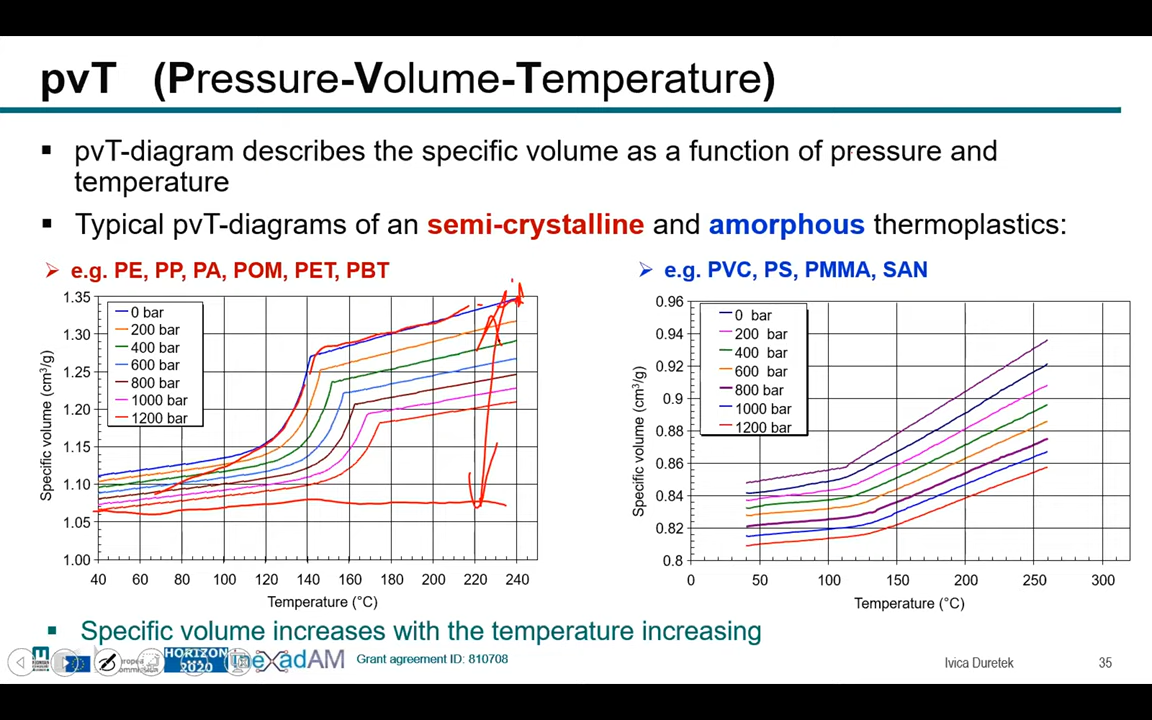 pvT (Pressure-Volume-Temperature)
▪ pvT-diagram describes the specific volume as a function of pressure and
temperature
▪ Typical pvT-diagrams of an semi-crystalline and amorphous thermoplastics:
➢ e.g. PE, PP, PA, POM, PET, PBT
1.35
1.30
1.25
1.20
1.15
1.10
1.05
1.00
Specific volume (cm³/g)
0 bar
200 bar
400 bar
600 bar
800 bar
1000 bar
1200 bar
40 60 80 100 120 140 160 180 200 220 240
Temperature (°C)
➢ e.g. PVC, PS, PMMA, SAN
0.96
0.94
0.92
0.9
0.88
0.86
0.84
0.82
0.8
Specific volume (cm³/g)
0 bar
200 bar
400 bar
600 bar
800 bar
1000 bar
1200 bar
0 50 100 150 200 250 300
Temperature (°C)
▪ Specific volume increases with the temperature increasing
HORIZON
2020
Grant agreement ID: 810708
Ivica Duretek
35